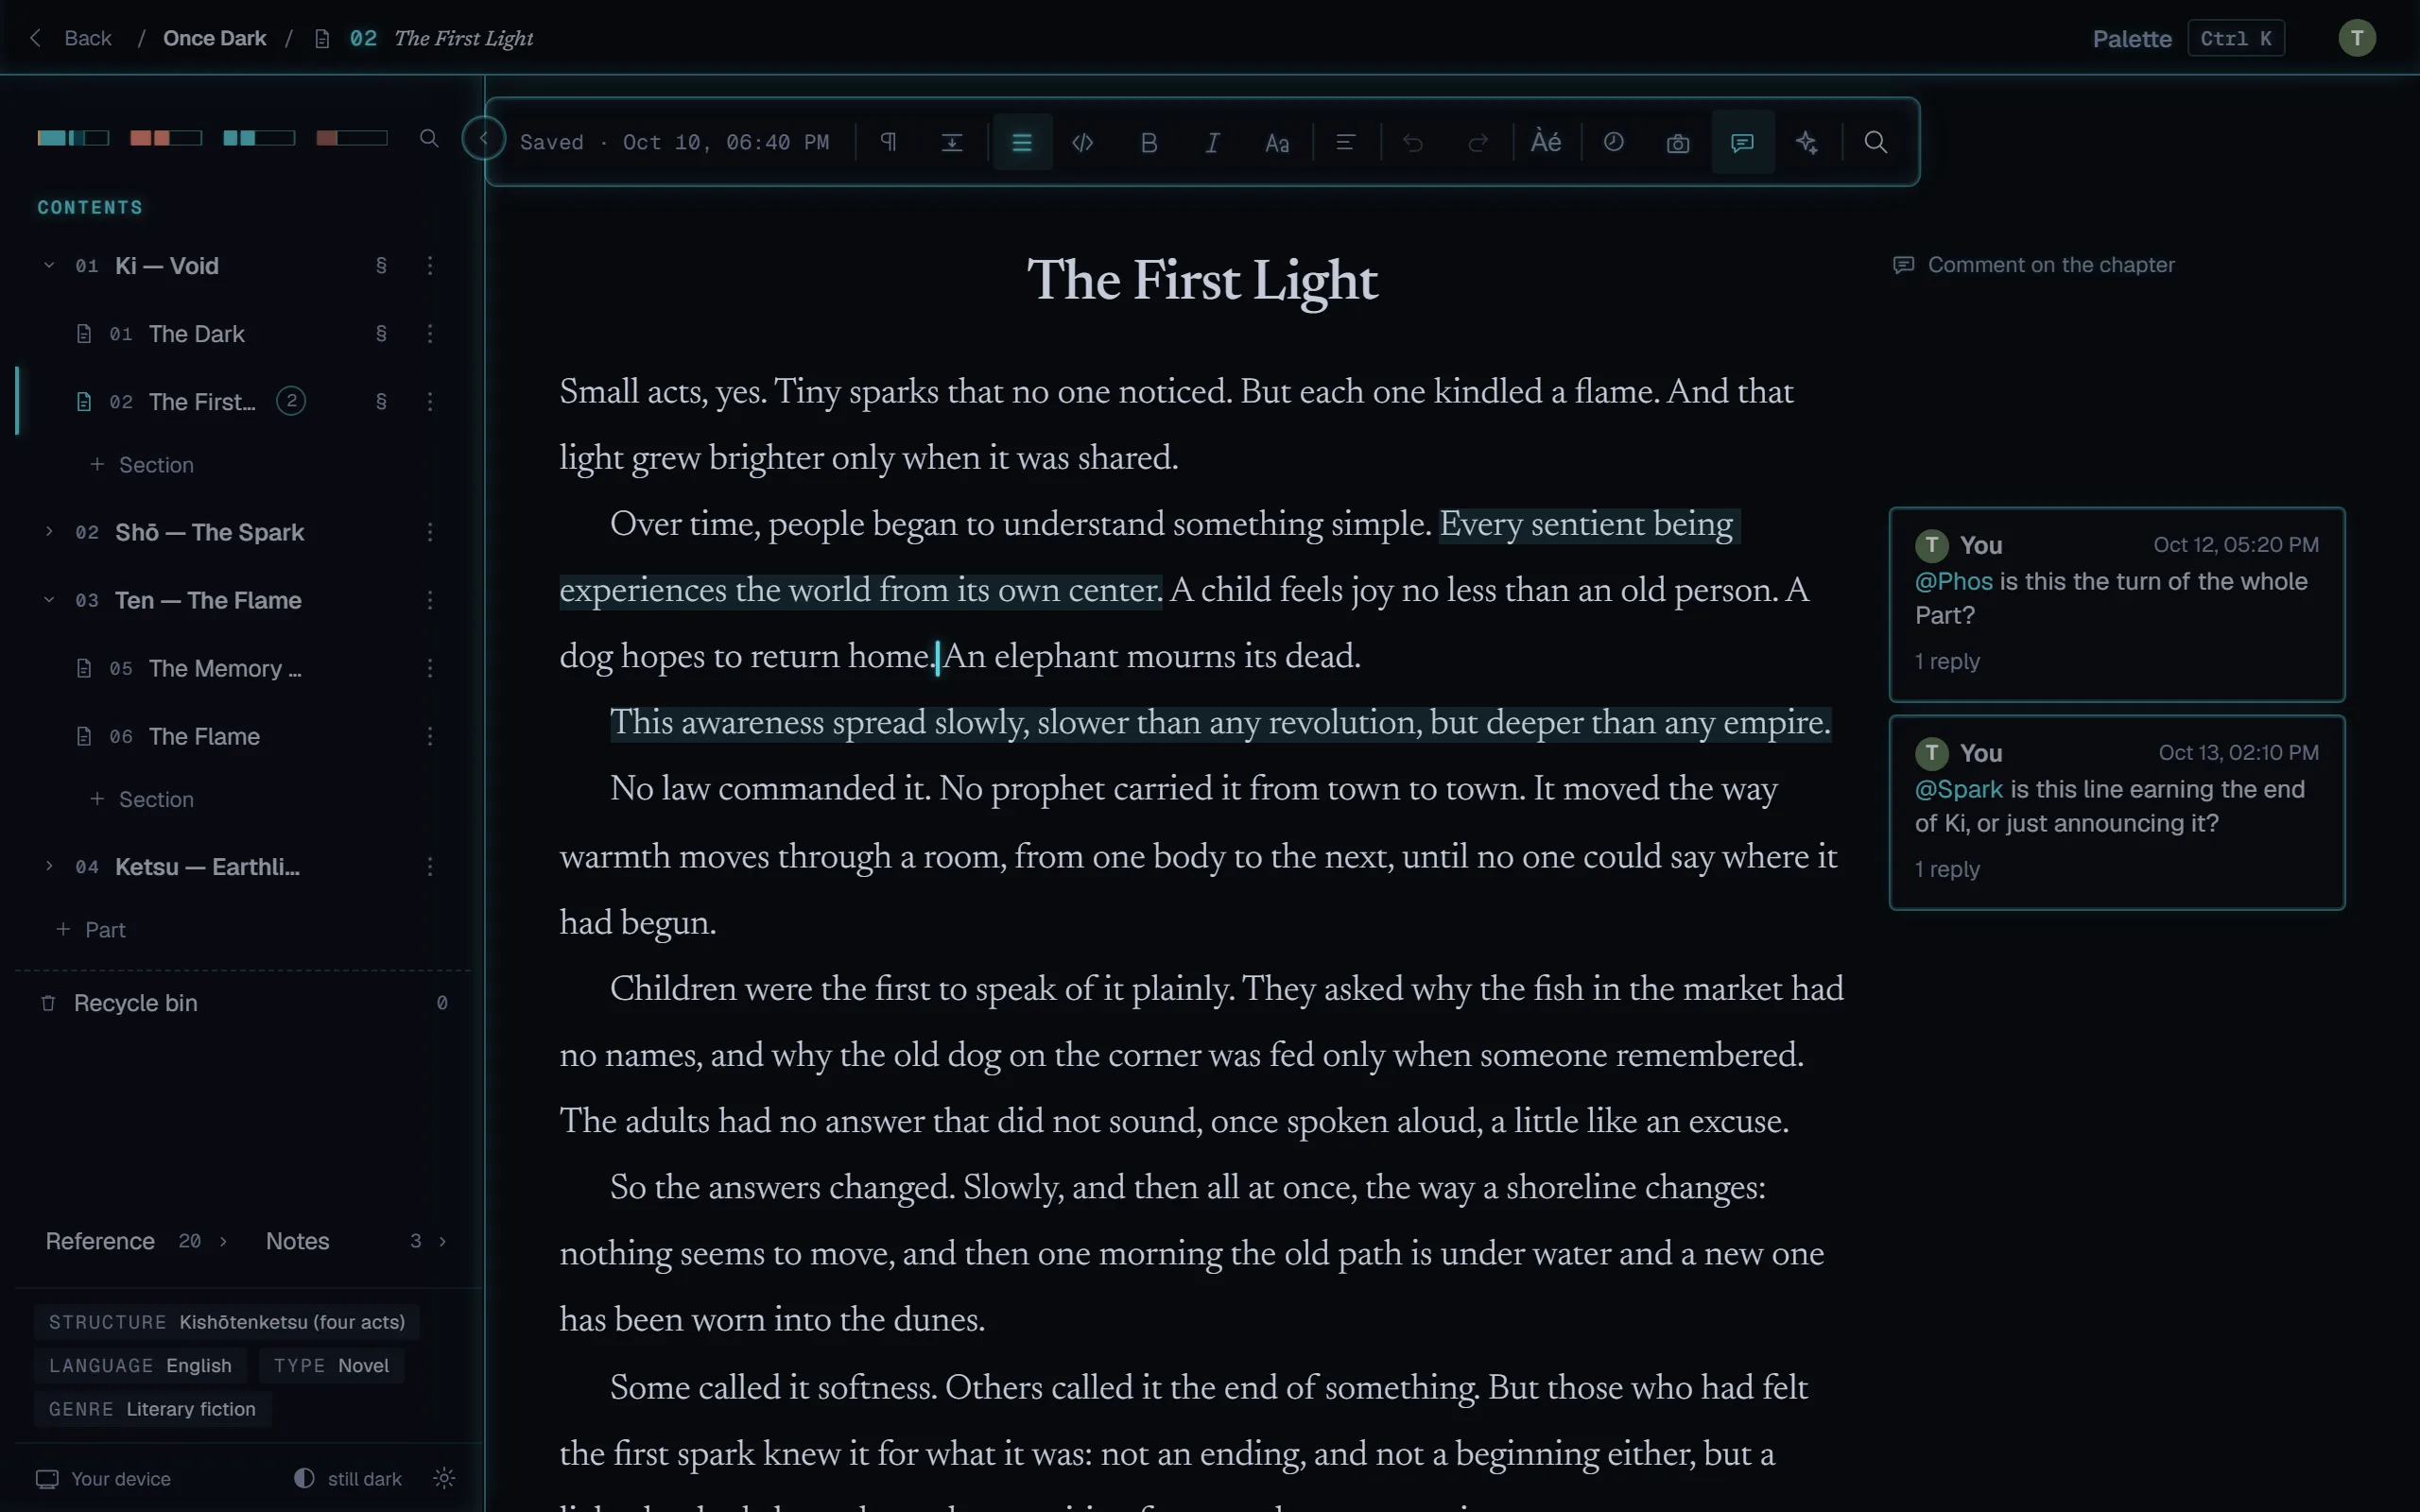 Back / Once Dark / 02 The First Light
Palette Ctrl K T
Saved · Oct 10, 06:40 PM B I Aa Àé
CONTENTS
01 Ki — Void §
01 The Dark §
02 The First… 2 §
+ Section
02 Shō — The Spark
03 Ten — The Flame
05 The Memory …
06 The Flame
+ Section
04 Ketsu — Earthli…
+ Part
Recycle bin 0
Reference 20 Notes 3
STRUCTURE Kishōtenketsu (four acts)
LANGUAGE English TYPE Novel
GENRE Literary fiction
Your device still dark
The First Light
Small acts, yes. Tiny sparks that no one noticed. But each one kindled a flame. And that
light grew brighter only when it was shared.
Over time, people began to understand something simple. Every sentient being
experiences the world from its own center. A child feels joy no less than an old person. A
dog hopes to return home. An elephant mourns its dead.
This awareness spread slowly, slower than any revolution, but deeper than any empire.
No law commanded it. No prophet carried it from town to town. It moved the way
warmth moves through a room, from one body to the next, until no one could say where it
had begun.
Children were the first to speak of it plainly. They asked why the fish in the market had
no names, and why the old dog on the corner was fed only when someone remembered.
The adults had no answer that did not sound, once spoken aloud, a little like an excuse.
So the answers changed. Slowly, and then all at once, the way a shoreline changes:
nothing seems to move, and then one morning the old path is under water and a new one
has been worn into the dunes.
Some called it softness. Others called it the end of something. But those who had felt
the first spark knew it for what it was: not an ending, and not a beginning either, but a
Comment on the chapter
T You Oct 12, 05:20 PM
@Phos is this the turn of the whole
Part?
1 reply
T You Oct 13, 02:10 PM
@Spark is this line earning the end
of Ki, or just announcing it?
1 reply